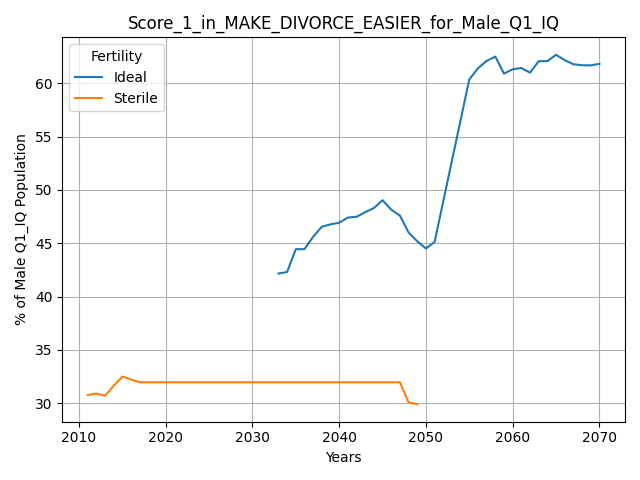 Score_1_in_MAKE_DIVORCE_EASIER_for_Male_Q1_IQ
Fertility
Ideal
Sterile
% of Male Q1_IQ Population
60
55
50
45
40
35
30
2010 2020 2030 2040 2050 2060 2070
Years